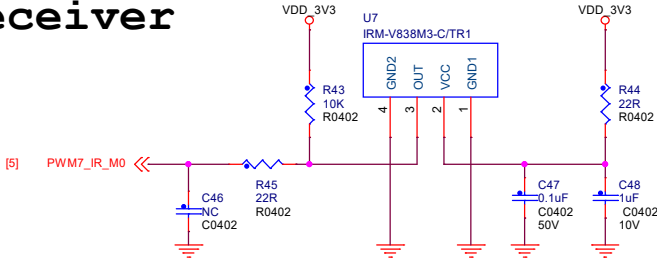 eceiver
VDD_3V3
U7
IRM-V838M3-C/TR1
VDD_3V3
GND2
OUT
VCC
GND1
4
3
2
1
R43
10K
R0402
R44
22R
R0402
[5]
PWM7_IR_M0
R45
22R
R0402
C46
NC
C0402
C47
0.1uF
C0402
50V
C48
1uF
C0402
10V